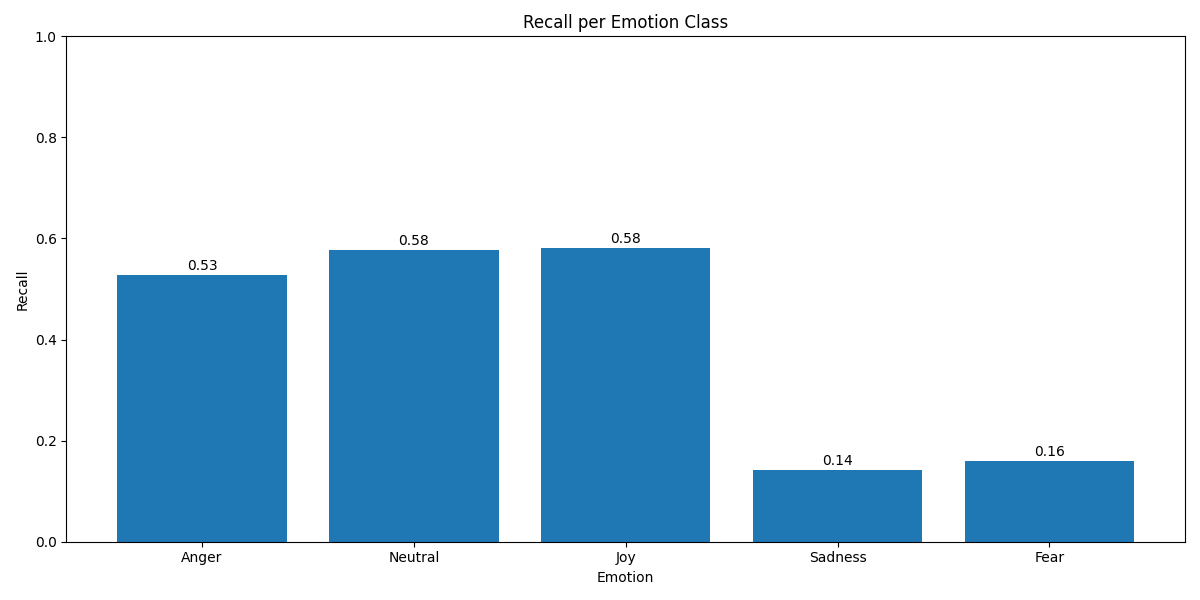 Recall per Emotion Class
1.0
0.8
0.6
0.4
0.2
0.0
Recall
0.53
0.58
0.58
0.14
0.16
Anger
Neutral
Joy
Sadness
Fear
Emotion